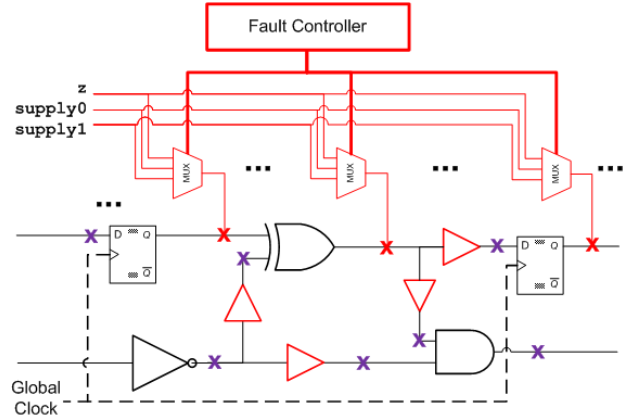 Fault Controller
z
supply0
supply1
MUX
...
MUX
...
MUX
...
...
X D Q X X D Q X
X
Q
Q
X
X X X
Global
Clock